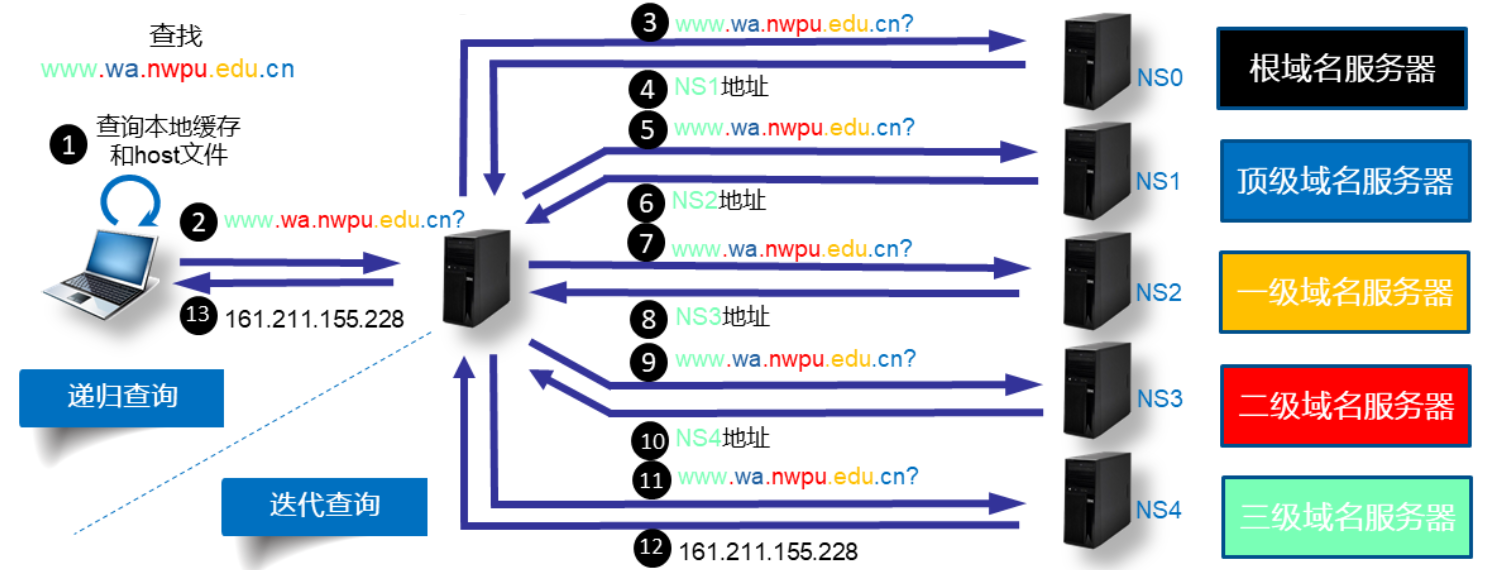 查找
www.wa.nwpu.edu.cn
1 查询本地缓存
和host文件
2 www.wa.nwpu.edu.cn?
13 161.211.155.228
递归查询
迭代查询
3 www.wa.nwpu.edu.cn?
4 NS1地址
5 www.wa.nwpu.edu.cn?
6 NS2地址
7 www.wa.nwpu.edu.cn?
8 NS3地址
9 www.wa.nwpu.edu.cn?
10 NS4地址
11 www.wa.nwpu.edu.cn?
12 161.211.155.228
NS0 根域名服务器
NS1 顶级域名服务器
NS2 一级域名服务器
NS3 二级域名服务器
NS4 三级域名服务器